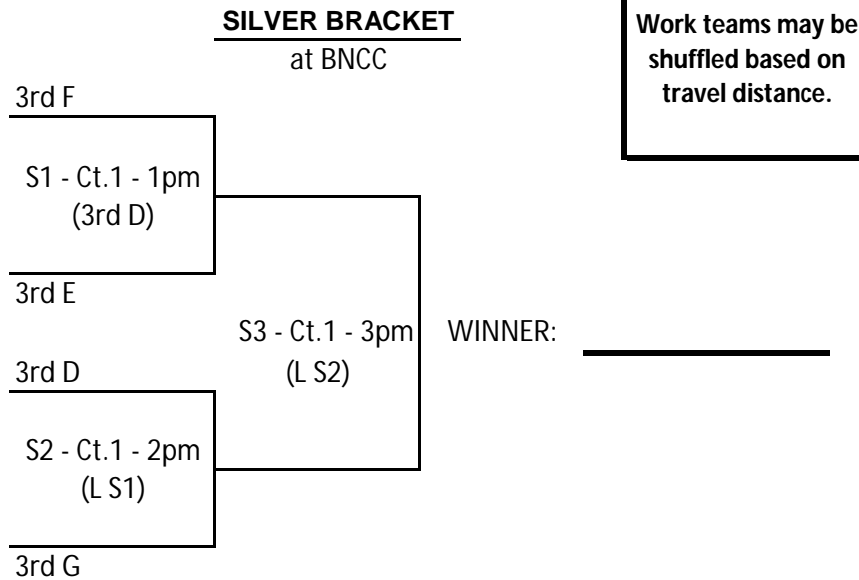 SILVER BRACKET
at BNCC
Work teams may be
shuffled based on
travel distance.
3rd F
S1 - Ct.1 - 1pm
(3rd D)
3rd E
S3 - Ct.1 - 3pm
(L S2)
WINNER:
3rd D
S2 - Ct.1 - 2pm
(L S1)
3rd G